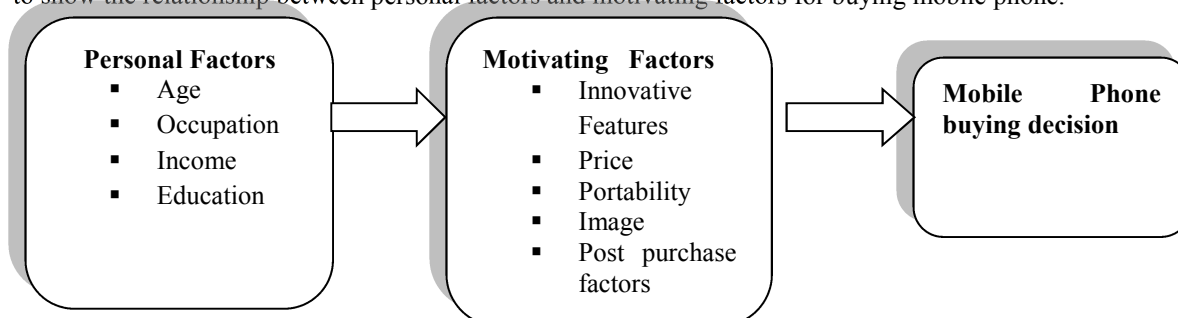 to show the relationship between personal factors and motivating factors for buying mobile phone.
Personal Factors
▪ Age
▪ Occupation
▪ Income
▪ Education
Motivating Factors
▪ Innovative
Features
▪ Price
▪ Portability
▪ Image
▪ Post purchase
factors
Mobile Phone
buying decision